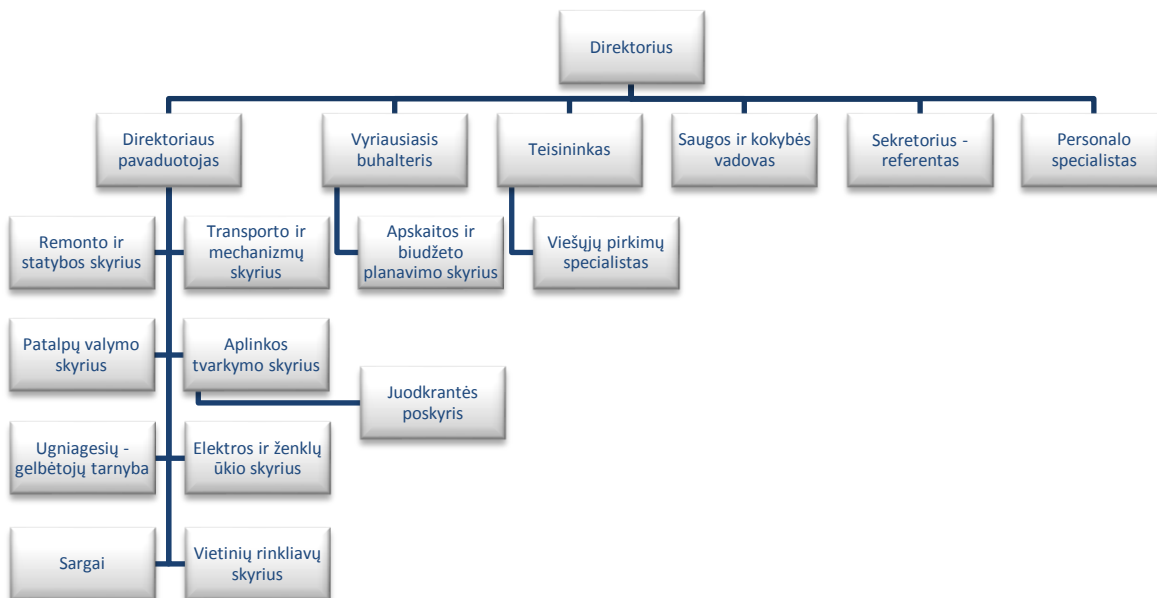 Direktorius
Direktoriaus
pavaduotojas
Vyriausiasis
buhalteris
Teisininkas
Saugos ir kokybės
vadovas
Sekretorius -
referentas
Personalo
specialistas
Remonto ir
statybos skyrius
Transporto ir
mechanizmų
skyrius
Apskaitos ir
biudžeto
planavimo skyrius
Viešųjų pirkimų
specialistas
Patalpų valymo
skyrius
Aplinkos
tvarkymo skyrius
Juodkrantės
poskyris
Ugniagesių -
gelbėtojų tarnyba
Elektros ir ženklų
ūkio skyrius
Sargai
Vietinių rinkliavų
skyrius